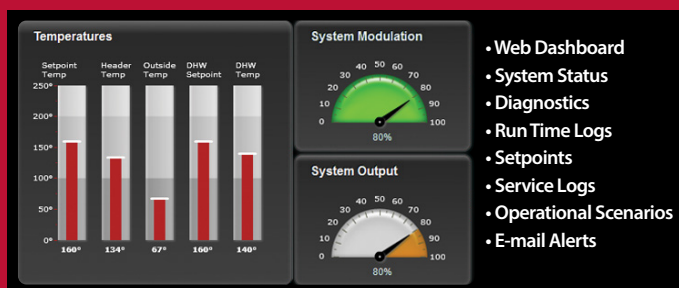 Temperatures
Setpoint Temp
Header Temp
Outside Temp
DHW Setpoint
DHW Temp
250°
200°
150°
100°
50°
0°
160° 134° 67° 160° 140°
System Modulation
0 10 20 30 40 50 60 70 80 90 100
80%
System Output
0 10 20 30 40 50 60 70 80 90 100
80%
• Web Dashboard
• System Status
• Diagnostics
• Run Time Logs
• Setpoints
• Service Logs
• Operational Scenarios
• E-mail Alerts